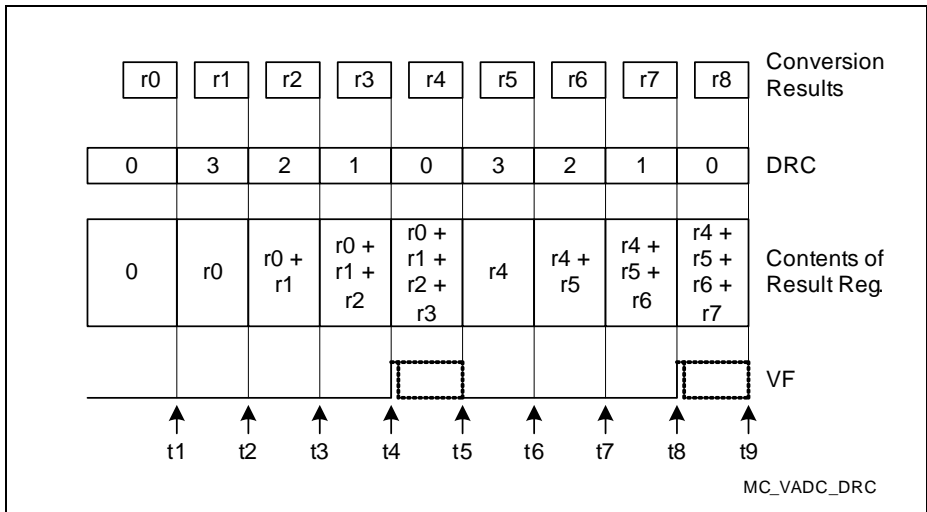 r0 r1 r2 r3 r4 r5 r6 r7 r8
Conversion
Results
0 3 2 1 0 3 2 1 0 DRC
0 r0 r0 +
r1 r0 +
r1 +
r2 r0 +
r1 +
r2 +
r3 r4 r4 +
r5 r4 +
r5 +
r6 r4 +
r5 +
r6 +
r7
Contents of
Result Reg.
VF
t1 t2 t3 t4 t5 t6 t7 t8 t9
MC_VADC_DRC